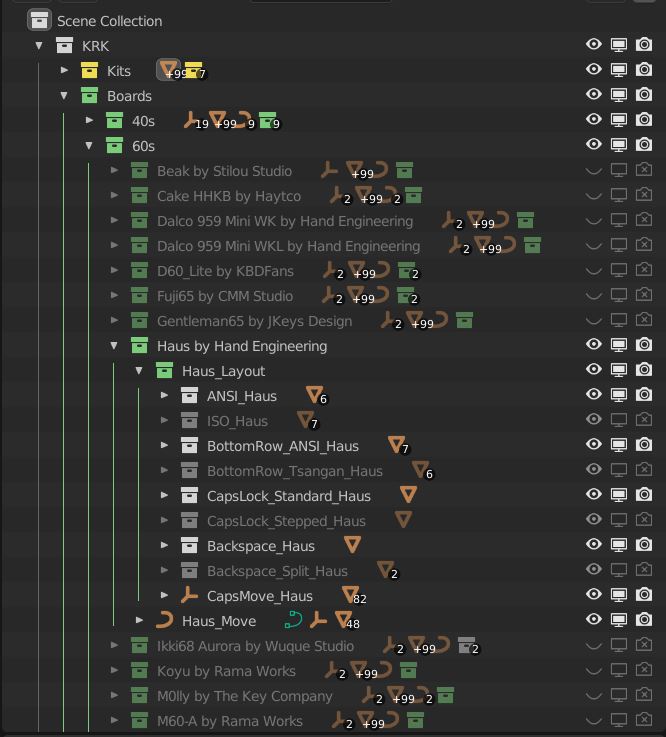 Scene Collection
KRK
Kits +99 7
Boards
40s 19 +99 9 9
60s
Beak by Stilou Studio +99
Cake HHKB by Haytco 2 +99 2
Dalco 959 Mini WK by Hand Engineering 2 +99
Dalco 959 Mini WKL by Hand Engineering 2 +99
D60_Lite by KBDFans 2 +99 2
Fuji65 by CMM Studio 2 +99 2
Gentleman65 by JKeys Design 2 +99
Haus by Hand Engineering
Haus_Layout
ANSI_Haus 6
ISO_Haus 7
BottomRow_ANSI_Haus 7
BottomRow_Tsangan_Haus 6
CapsLock_Standard_Haus
CapsLock_Stepped_Haus
Backspace_Haus
Backspace_Split_Haus 2
CapsMove_Haus 82
Haus_Move 48
Ikki68 Aurora by Wuque Studio 2 +99 2
Koyu by Rama Works 2 +99
M0lly by The Key Company 2 +99 2
M60-A by Rama Works 2 +99